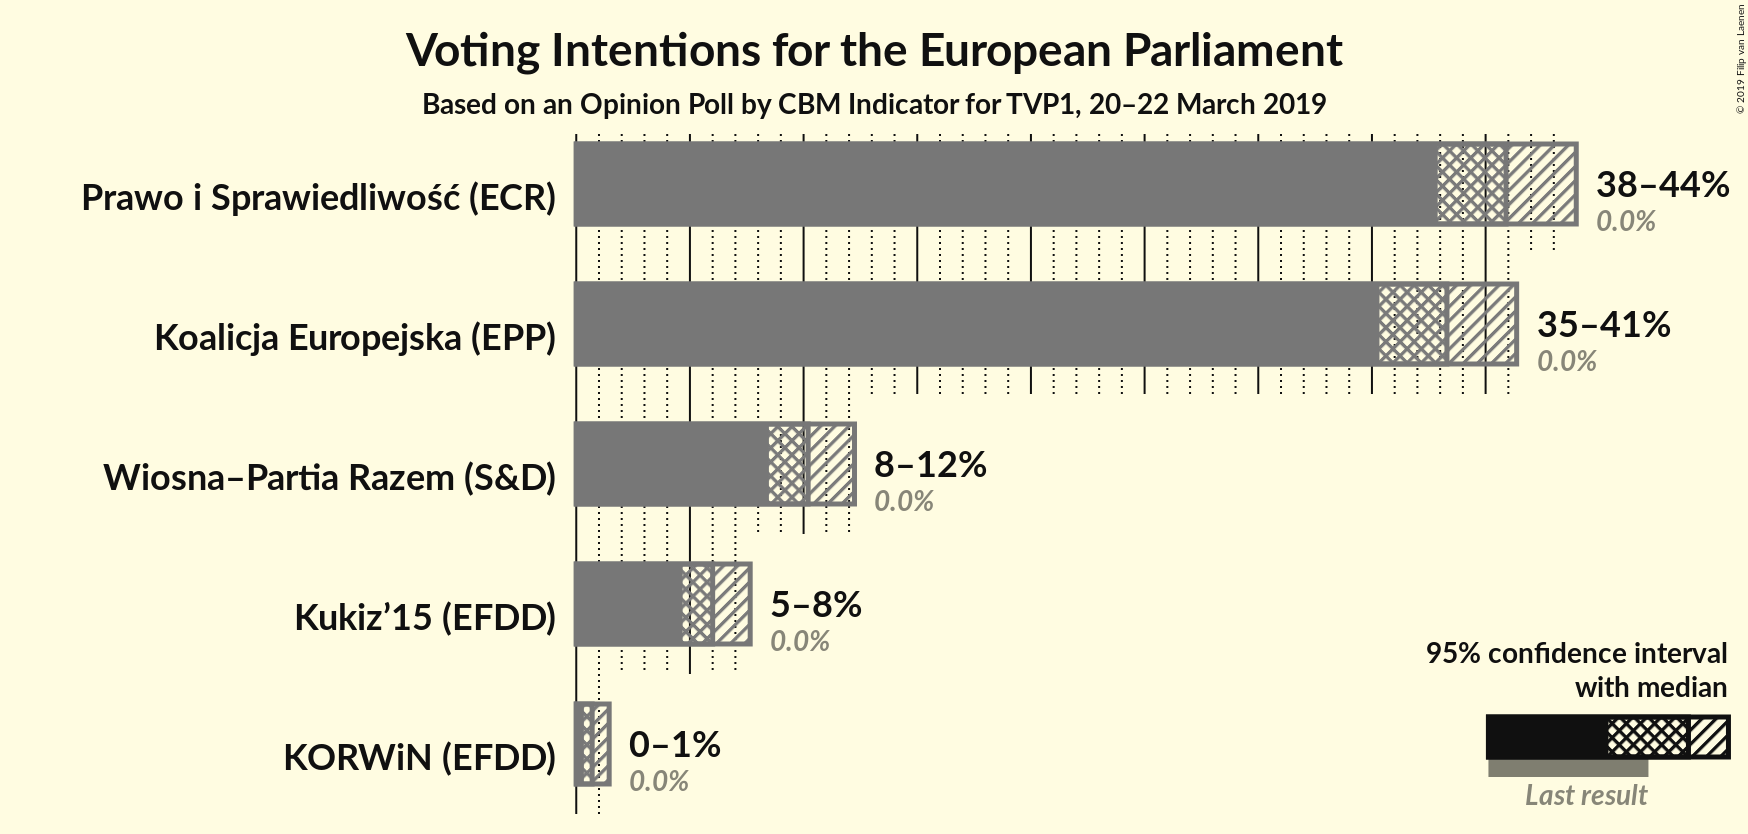 Voting Intentions for the European Parliament
Based on an Opinion Poll by CBM Indicator for TVP1, 20–22 March 2019
© 2019 Filip van Laenen
Prawo i Sprawiedliwość (ECR)
38–44%
0.0%
Koalicja Europejska (EPP)
35–41%
0.0%
Wiosna–Partia Razem (S&D)
8–12%
0.0%
Kukiz’15 (EFDD)
5–8%
0.0%
KORWiN (EFDD)
0–1%
0.0%
95% confidence interval
with median
Last result